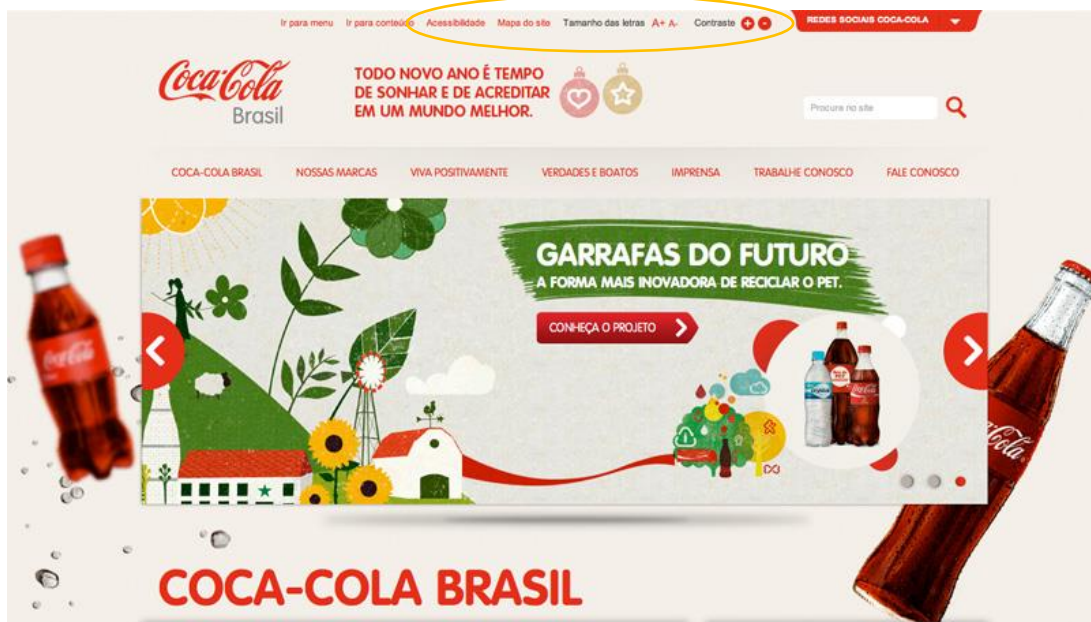 Ir para menu Ir para conteúdo Acessibilidade Mapa do site Tamanho das letras A+ A- Contraste + -
REDES SOCIAIS COCA-COLA
Coca-Cola
Brasil
TODO NOVO ANO É TEMPO
DE SONHAR E DE ACREDITAR
EM UM MUNDO MELHOR.
Procure no site
COCA-COLA BRASIL NOSSAS MARCAS VIVA POSITIVAMENTE VERDADES E BOATOS IMPRENSA TRABALHE CONOSCO FALE CONOSCO
GARRAFAS DO FUTURO
A FORMA MAIS INOVADORA DE RECICLAR O PET.
CONHEÇA O PROJETO
Coca-Cola
Cola
COCA-COLA BRASIL